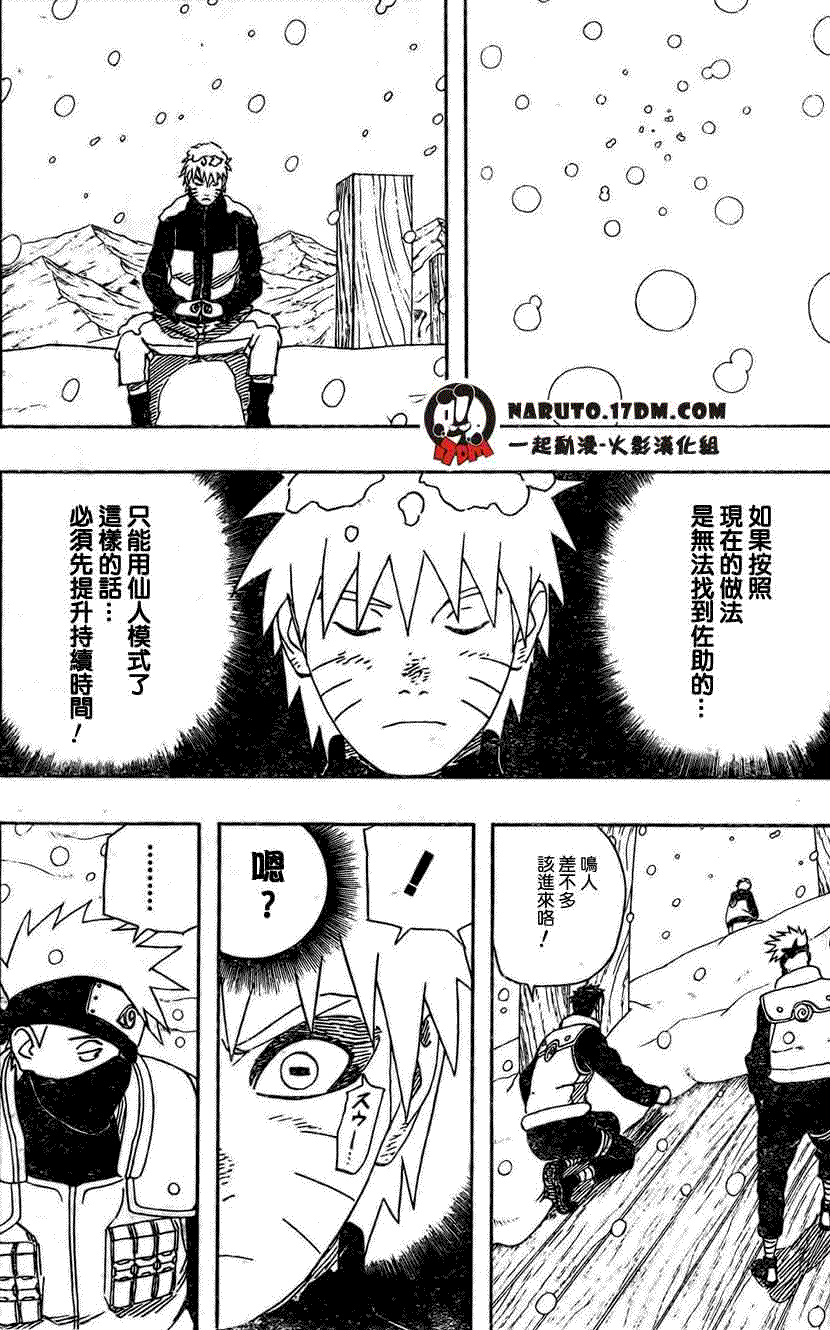 NARUTO.17DM.COM
一起動漫-火影漢化組
17DM
如果按照
現在的做法
是無法找到佐助的…
只能用仙人模式了
這樣的話…
必須先提升持續時間！
鳴人
差不多
該進來咯！
！
嗯？
スゥー…
………